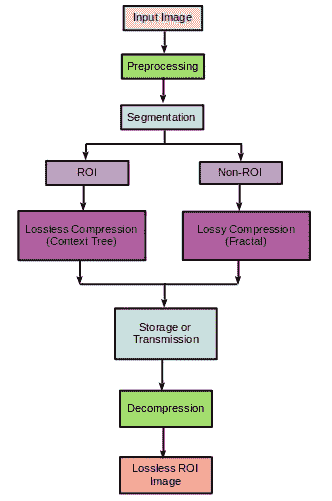 Input Image
Preprocessing
Segmentation
ROI
Non-ROI
Lossless Compression
(Context Tree)
Lossy Compression
(Fractal)
Storage or
Transmission
Decompression
Lossless ROI
Image